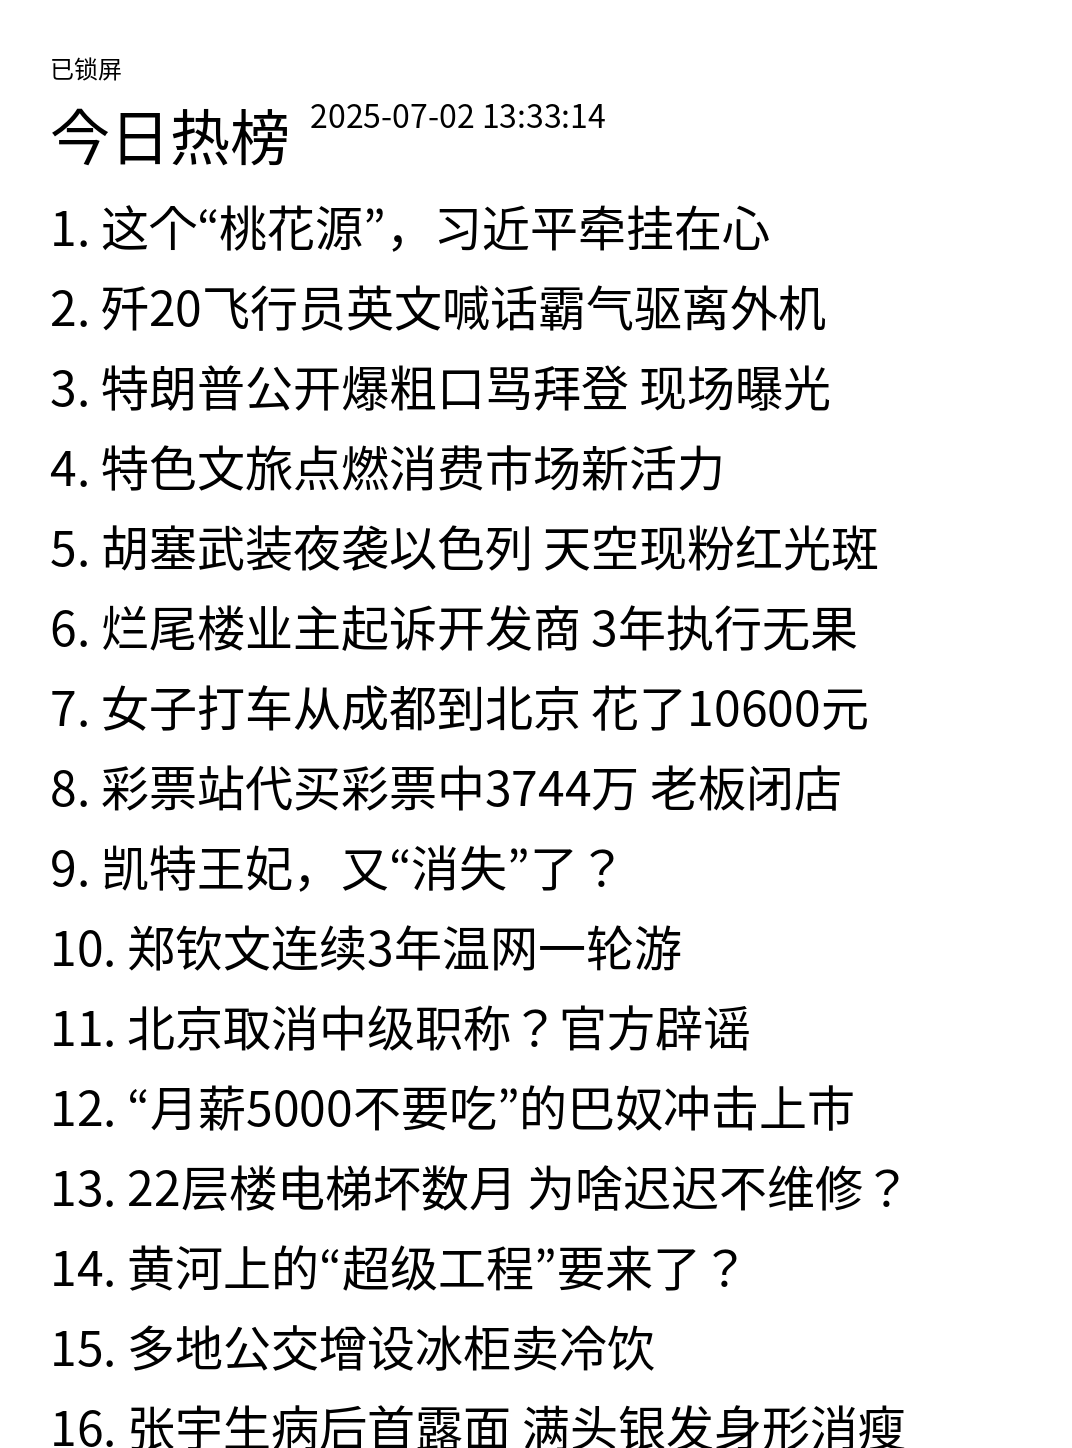 已锁屏
今日热榜 2025-07-02 13:33:14
1. 这个“桃花源”，习近平牵挂在心
2. 歼20飞行员英文喊话霸气驱离外机
3. 特朗普公开爆粗口骂拜登 现场曝光
4. 特色文旅点燃消费市场新活力
5. 胡塞武装夜袭以色列 天空现粉红光斑
6. 烂尾楼业主起诉开发商 3年执行无果
7. 女子打车从成都到北京 花了10600元
8. 彩票站代买彩票中3744万 老板闭店
9. 凯特王妃，又“消失”了？
10. 郑钦文连续3年温网一轮游
11. 北京取消中级职称？官方辟谣
12. “月薪5000不要吃”的巴奴冲击上市
13. 22层楼电梯坏数月 为啥迟迟不维修？
14. 黄河上的“超级工程”要来了？
15. 多地公交增设冰柜卖冷饮
16. 张宇生病后首露面 满头银发身形消瘦